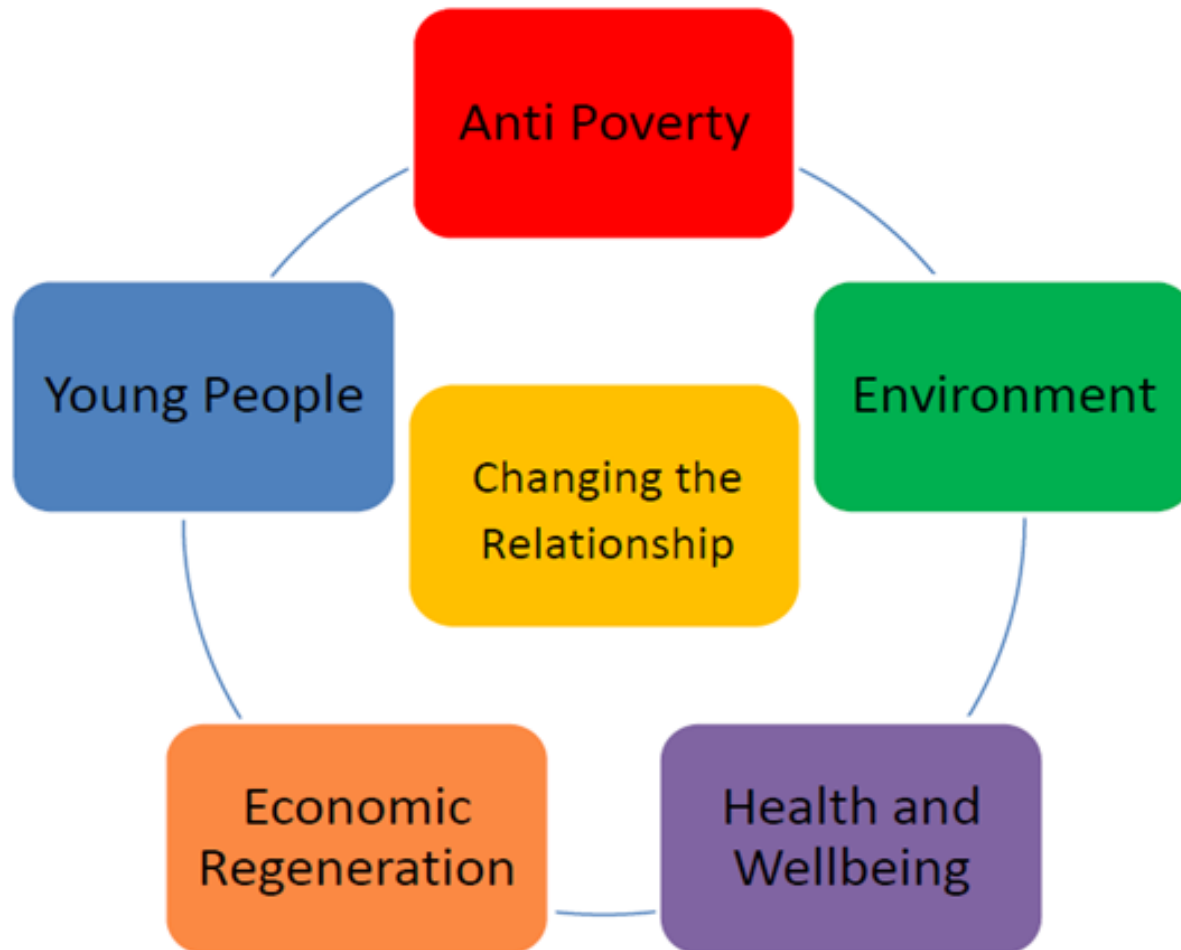 Anti Poverty
Young People
Environment
Changing the
Relationship
Economic
Regeneration
Health and
Wellbeing